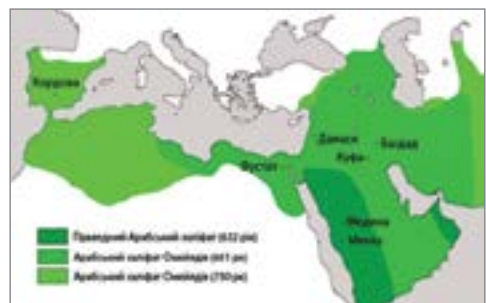 Кордова
Дамаск
Багдад
Куфа
Фустат
Медина
Мекка
Праведний Арабський халіфат (632 рік)
Арабський халіфат Омейядів (661 рік)
Арабський халіфат Омейядів (750 рік)